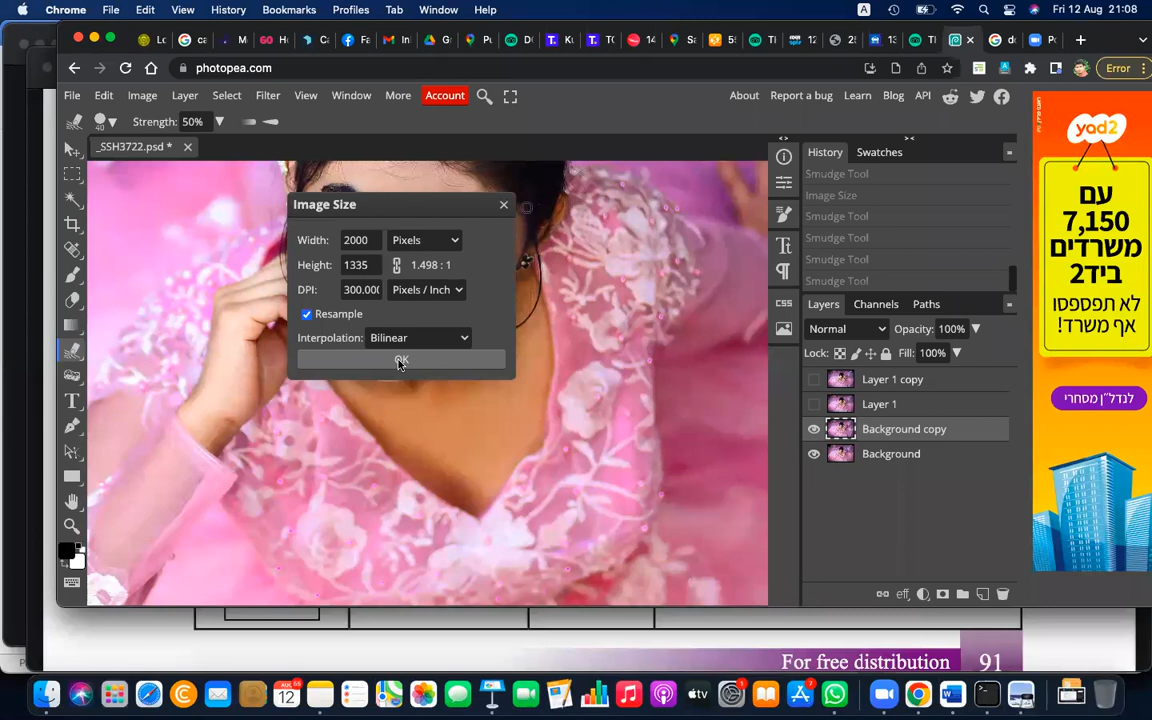 Chrome File Edit View History Bookmarks Profiles Tab Window Help A Fri 12 Aug 21:08
photopea.com Error
File Edit Image Layer Select Filter View Window More Account About Report a bug Learn Blog API
40 Strength: 50%
_SSH3722.psd *
Image Size
Width: 2000 Pixels
Height: 1335 1.498 : 1
DPI: 300.000 Pixels / Inch
Resample
Interpolation: Bilinear
OK
History Swatches
Smudge Tool
Image Size
Smudge Tool
Smudge Tool
Smudge Tool
Smudge Tool
Layers Channels Paths
Normal Opacity: 100%
Lock: Fill: 100%
Layer 1 copy
Layer 1
Background copy
Background
CSS
eff
yad2
עם
7,150
משרדים
ביד2
לא תפספסו
אף משרד!
לנדל"ן מסחרי
For free distribution 91
AUG
12
tv